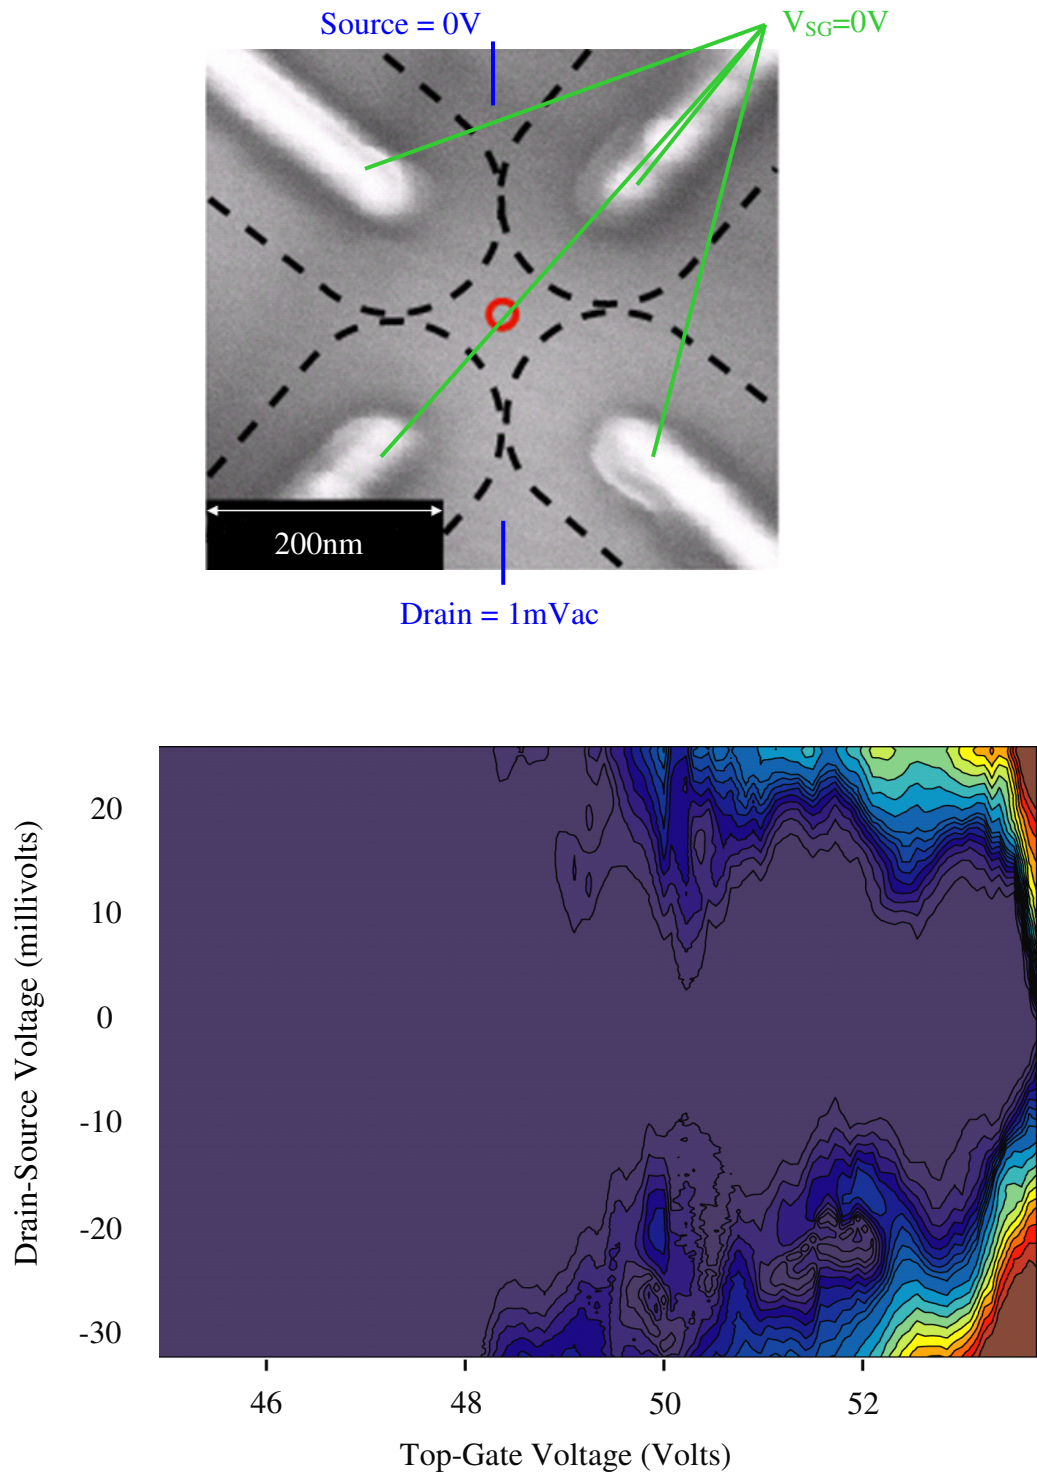 Source = 0V
V_SG=0V
200nm
Drain = 1mVac
Drain-Source Voltage (millivolts)
20
10
0
-10
-20
-30
46 48 50 52
Top-Gate Voltage (Volts)